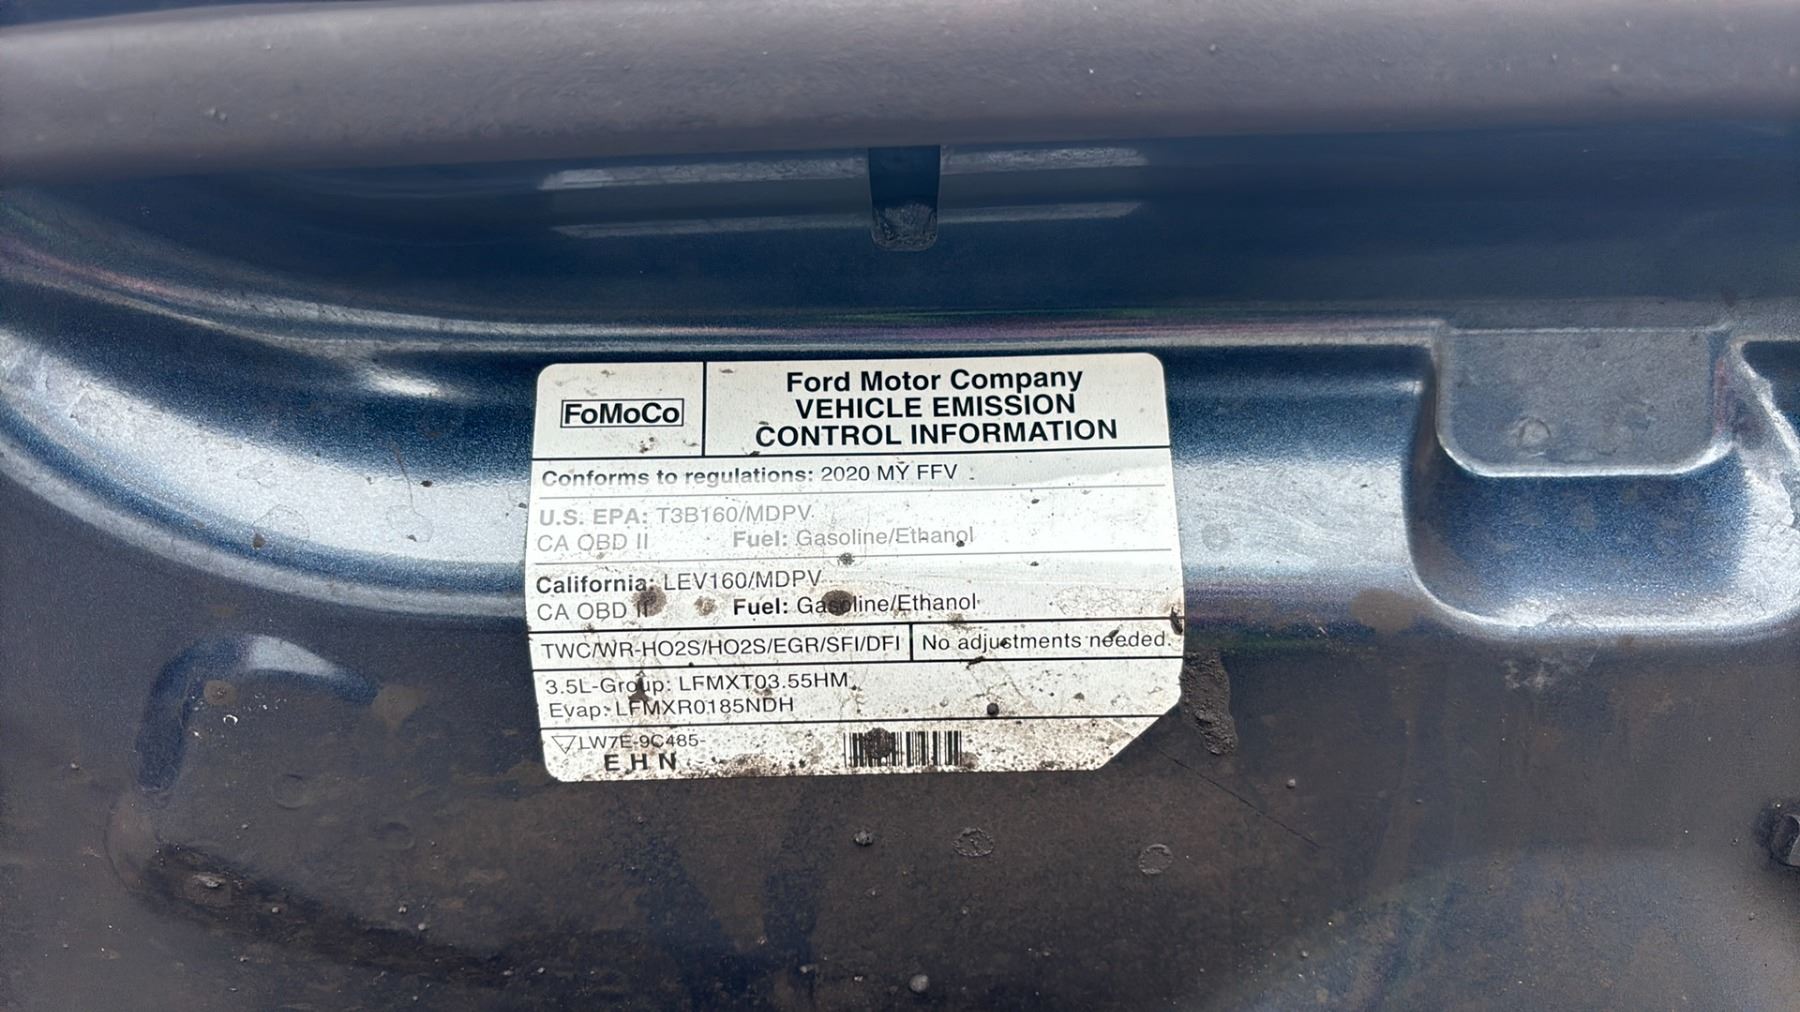 FoMoCo
Ford Motor Company
VEHICLE EMISSION
CONTROL INFORMATION
Conforms to regulations: 2020 MY FFV
U.S. EPA: T3B160/MDPV
CA OBD II Fuel: Gasoline/Ethanol
California: LEV160/MDPV
CA OBD II Fuel: Gasoline/Ethanol
TWC/WR-HO2S/HO2S/EGR/SFI/DFI No adjustments needed.
3.5L-Group: LFMXT03.55HM
Evap: LFMXR0185NDH
LW7E-9C485-
E H N